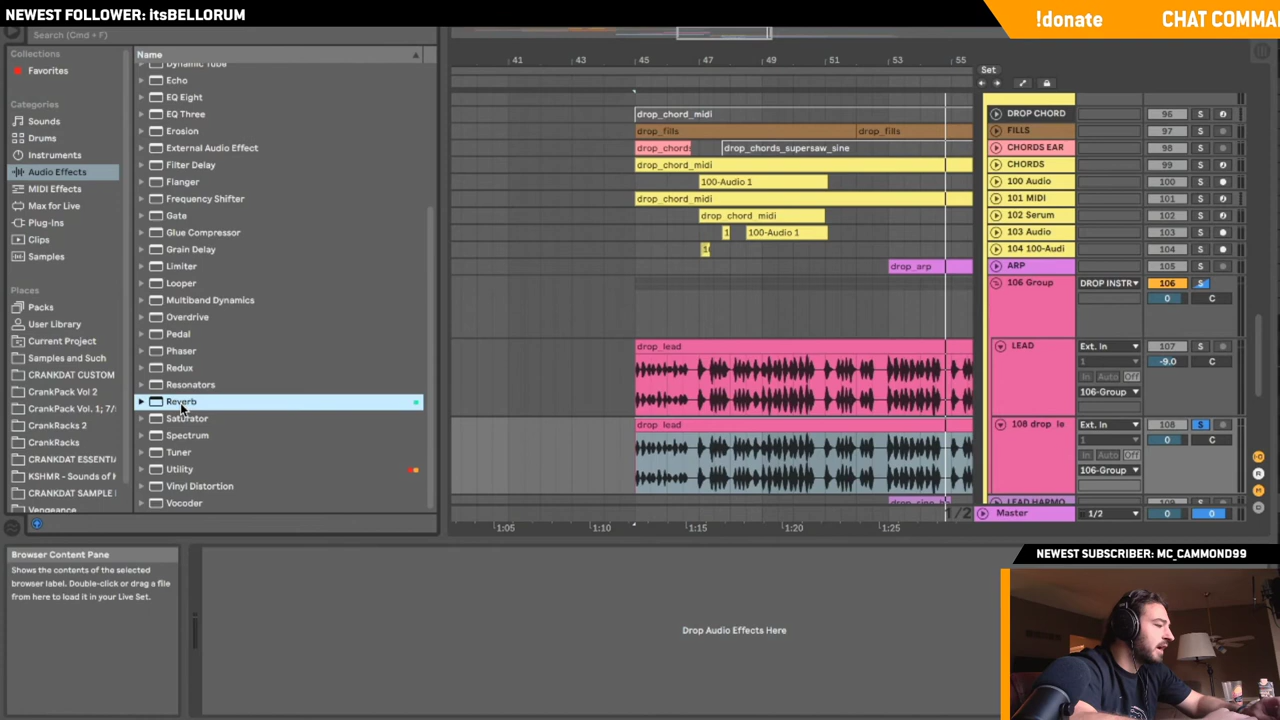 NEWEST FOLLOWER: itsBELLORUM
!donate
CHAT COMMA
Search (Cmd + F)
Collections
Favorites
Categories
Sounds
Drums
Instruments
Audio Effects
MIDI Effects
Max for Live
Plug-Ins
Clips
Samples
Places
Packs
User Library
Current Project
Samples and Such
CRANKDAT CUSTOM
CrankPack Vol 2
CrankPack Vol. 1; 7/
CrankRacks 2
CrankRacks
CRANKDAT ESSENTI
KSHMR - Sounds of
CRANKDAT SAMPLE
Vengeance
Name
Dynamic Tube
Echo
EQ Eight
EQ Three
Erosion
External Audio Effect
Filter Delay
Flanger
Frequency Shifter
Gate
Glue Compressor
Grain Delay
Limiter
Looper
Multiband Dynamics
Overdrive
Pedal
Phaser
Redux
Resonators
Reverb
Saturator
Spectrum
Tuner
Utility
Vinyl Distortion
Vocoder
41 43 45 47 49 51 53 55
Set
drop_chord_midi
DROP CHORD 96 S
drop_fills drop_fills
FILLS 97 S
drop_chords drop_chords_supersaw_sine
CHORDS EAR 98 S
drop_chord_midi
CHORDS 99 S
100-Audio 1
100 Audio 100 S
drop_chord_midi
101 MIDI 101 S
drop_chord_midi
102 Serum 102 S
1 100-Audio 1
103 Audio 103 S
104 100-Audi 104 S
drop_arp
ARP 105 S
106 Group DROP INSTR 106 S
0 C
drop_lead
LEAD Ext. In 107 S
1 -9.0 C
In Auto Off
106-Group
drop_lead
108 drop_le Ext. In 108 S
1 0 C
In Auto Off
106-Group
1/2
Master 1/2 0 0
1:05 1:10 1:15 1:20 1:25
Browser Content Pane
Shows the contents of the selected
browser label. Double-click or drag a file
from here to load it in your Live Set.
Drop Audio Effects Here
NEWEST SUBSCRIBER: MC_CAMMOND99